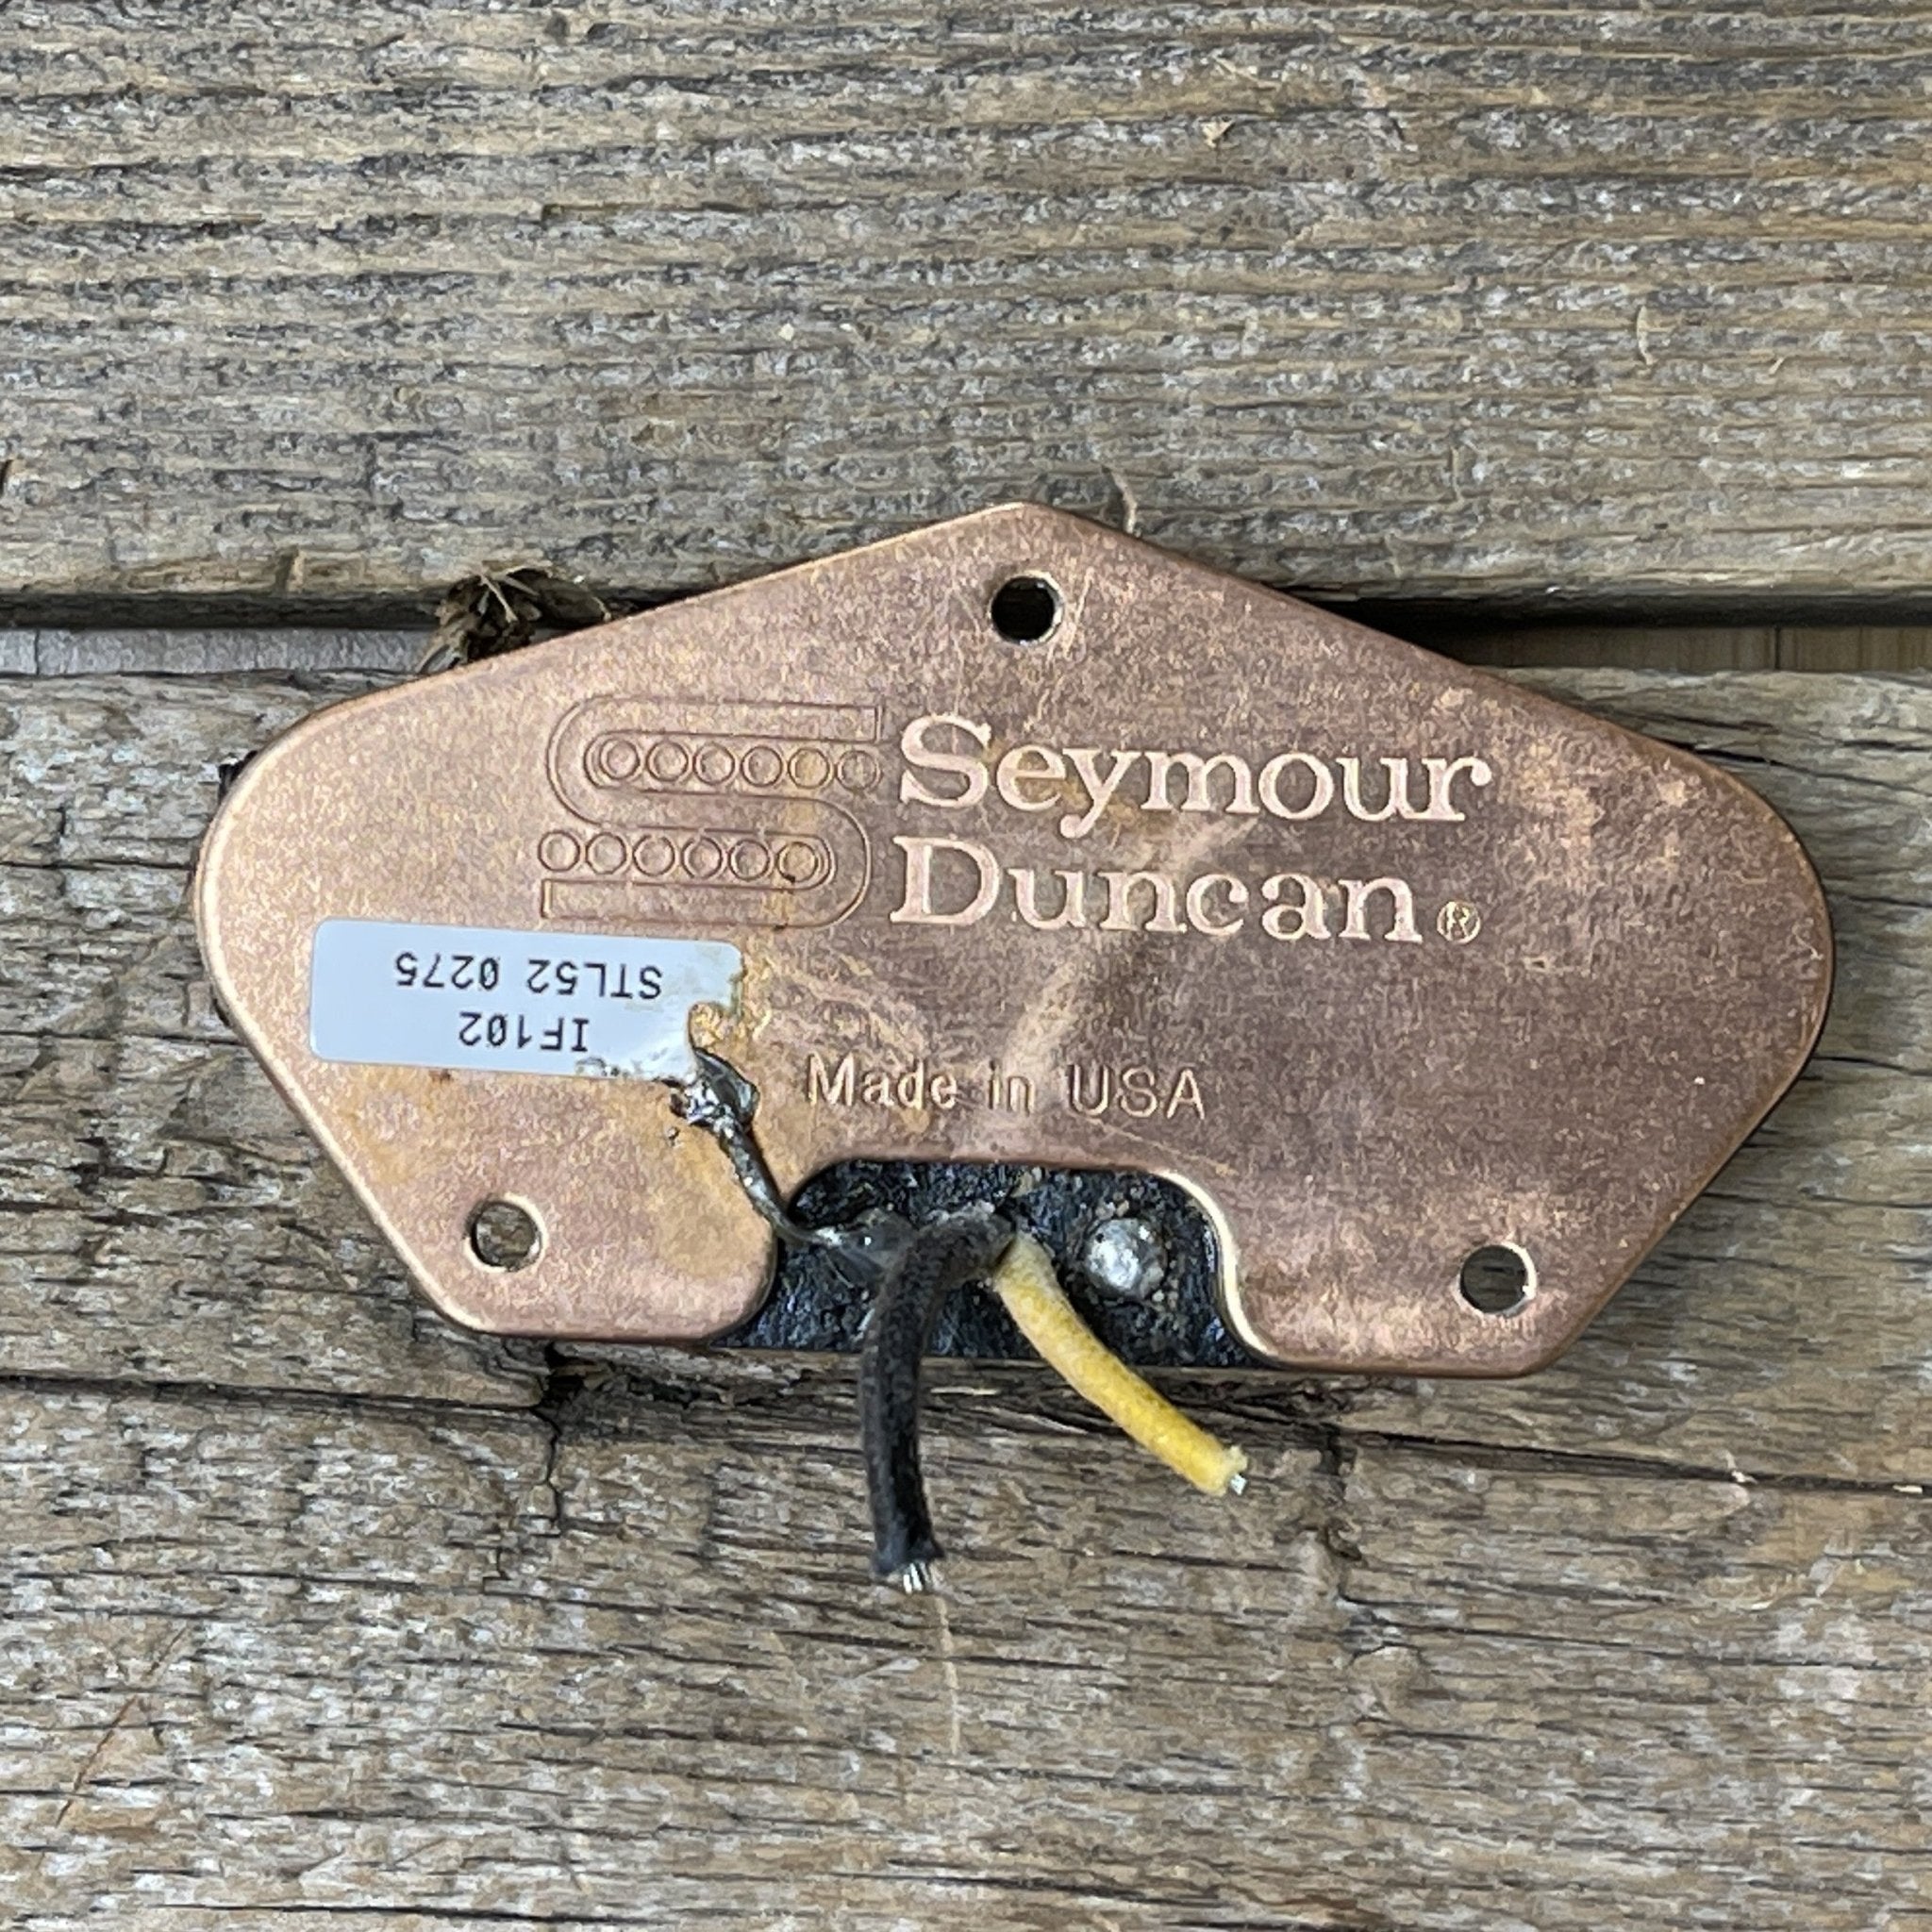 Seymour
Duncan®
STL52 0275
IF102
Made in USA